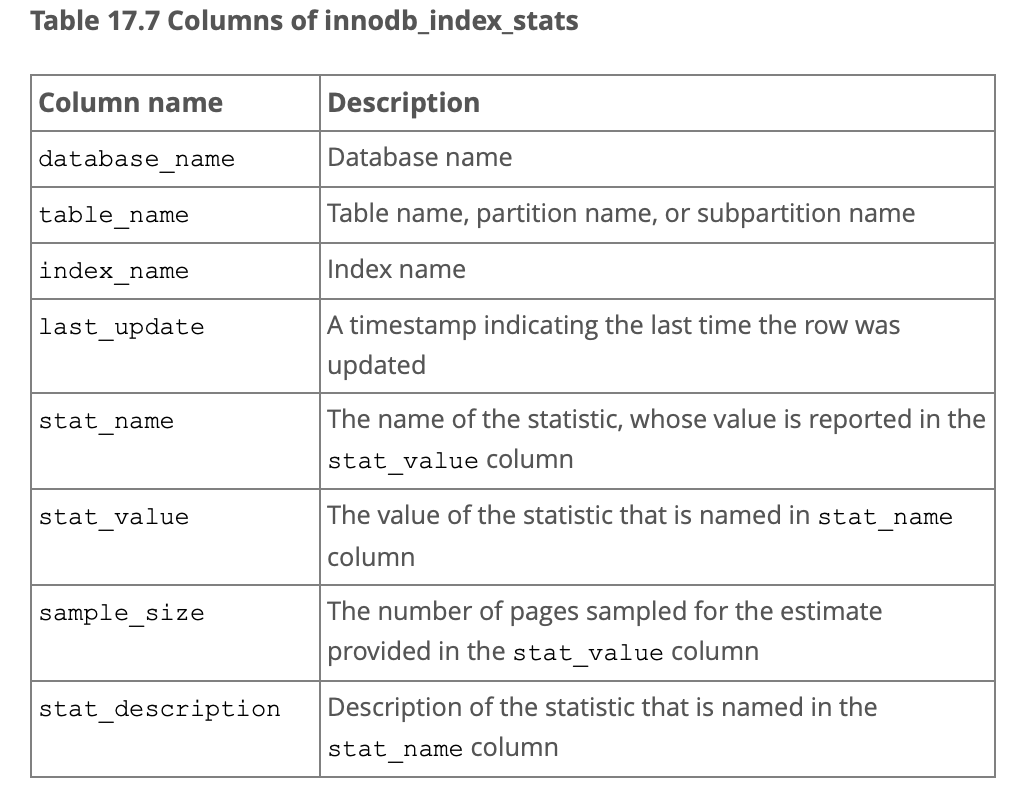 Table 17.7 Columns of innodb_index_stats
Column name Description
database_name Database name
table_name Table name, partition name, or subpartition name
index_name Index name
last_update A timestamp indicating the last time the row was
updated
stat_name The name of the statistic, whose value is reported in the
stat_value column
stat_value The value of the statistic that is named in stat_name
column
sample_size The number of pages sampled for the estimate
provided in the stat_value column
stat_description Description of the statistic that is named in the
stat_name column